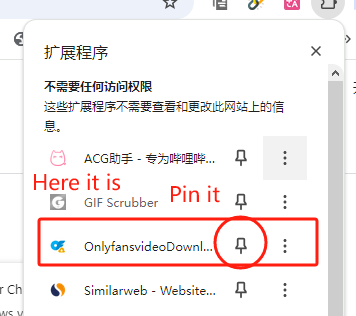 扩展程序
不需要任何访问权限
这些扩展程序不需要查看和更改此网站上的信
息。
ACG助手 - 专为哔哩哔...
Here it is
Pin it
GIF Scrubber
OnlyfansvideoDownl...
Similarweb - Website...
r Ch
ws y